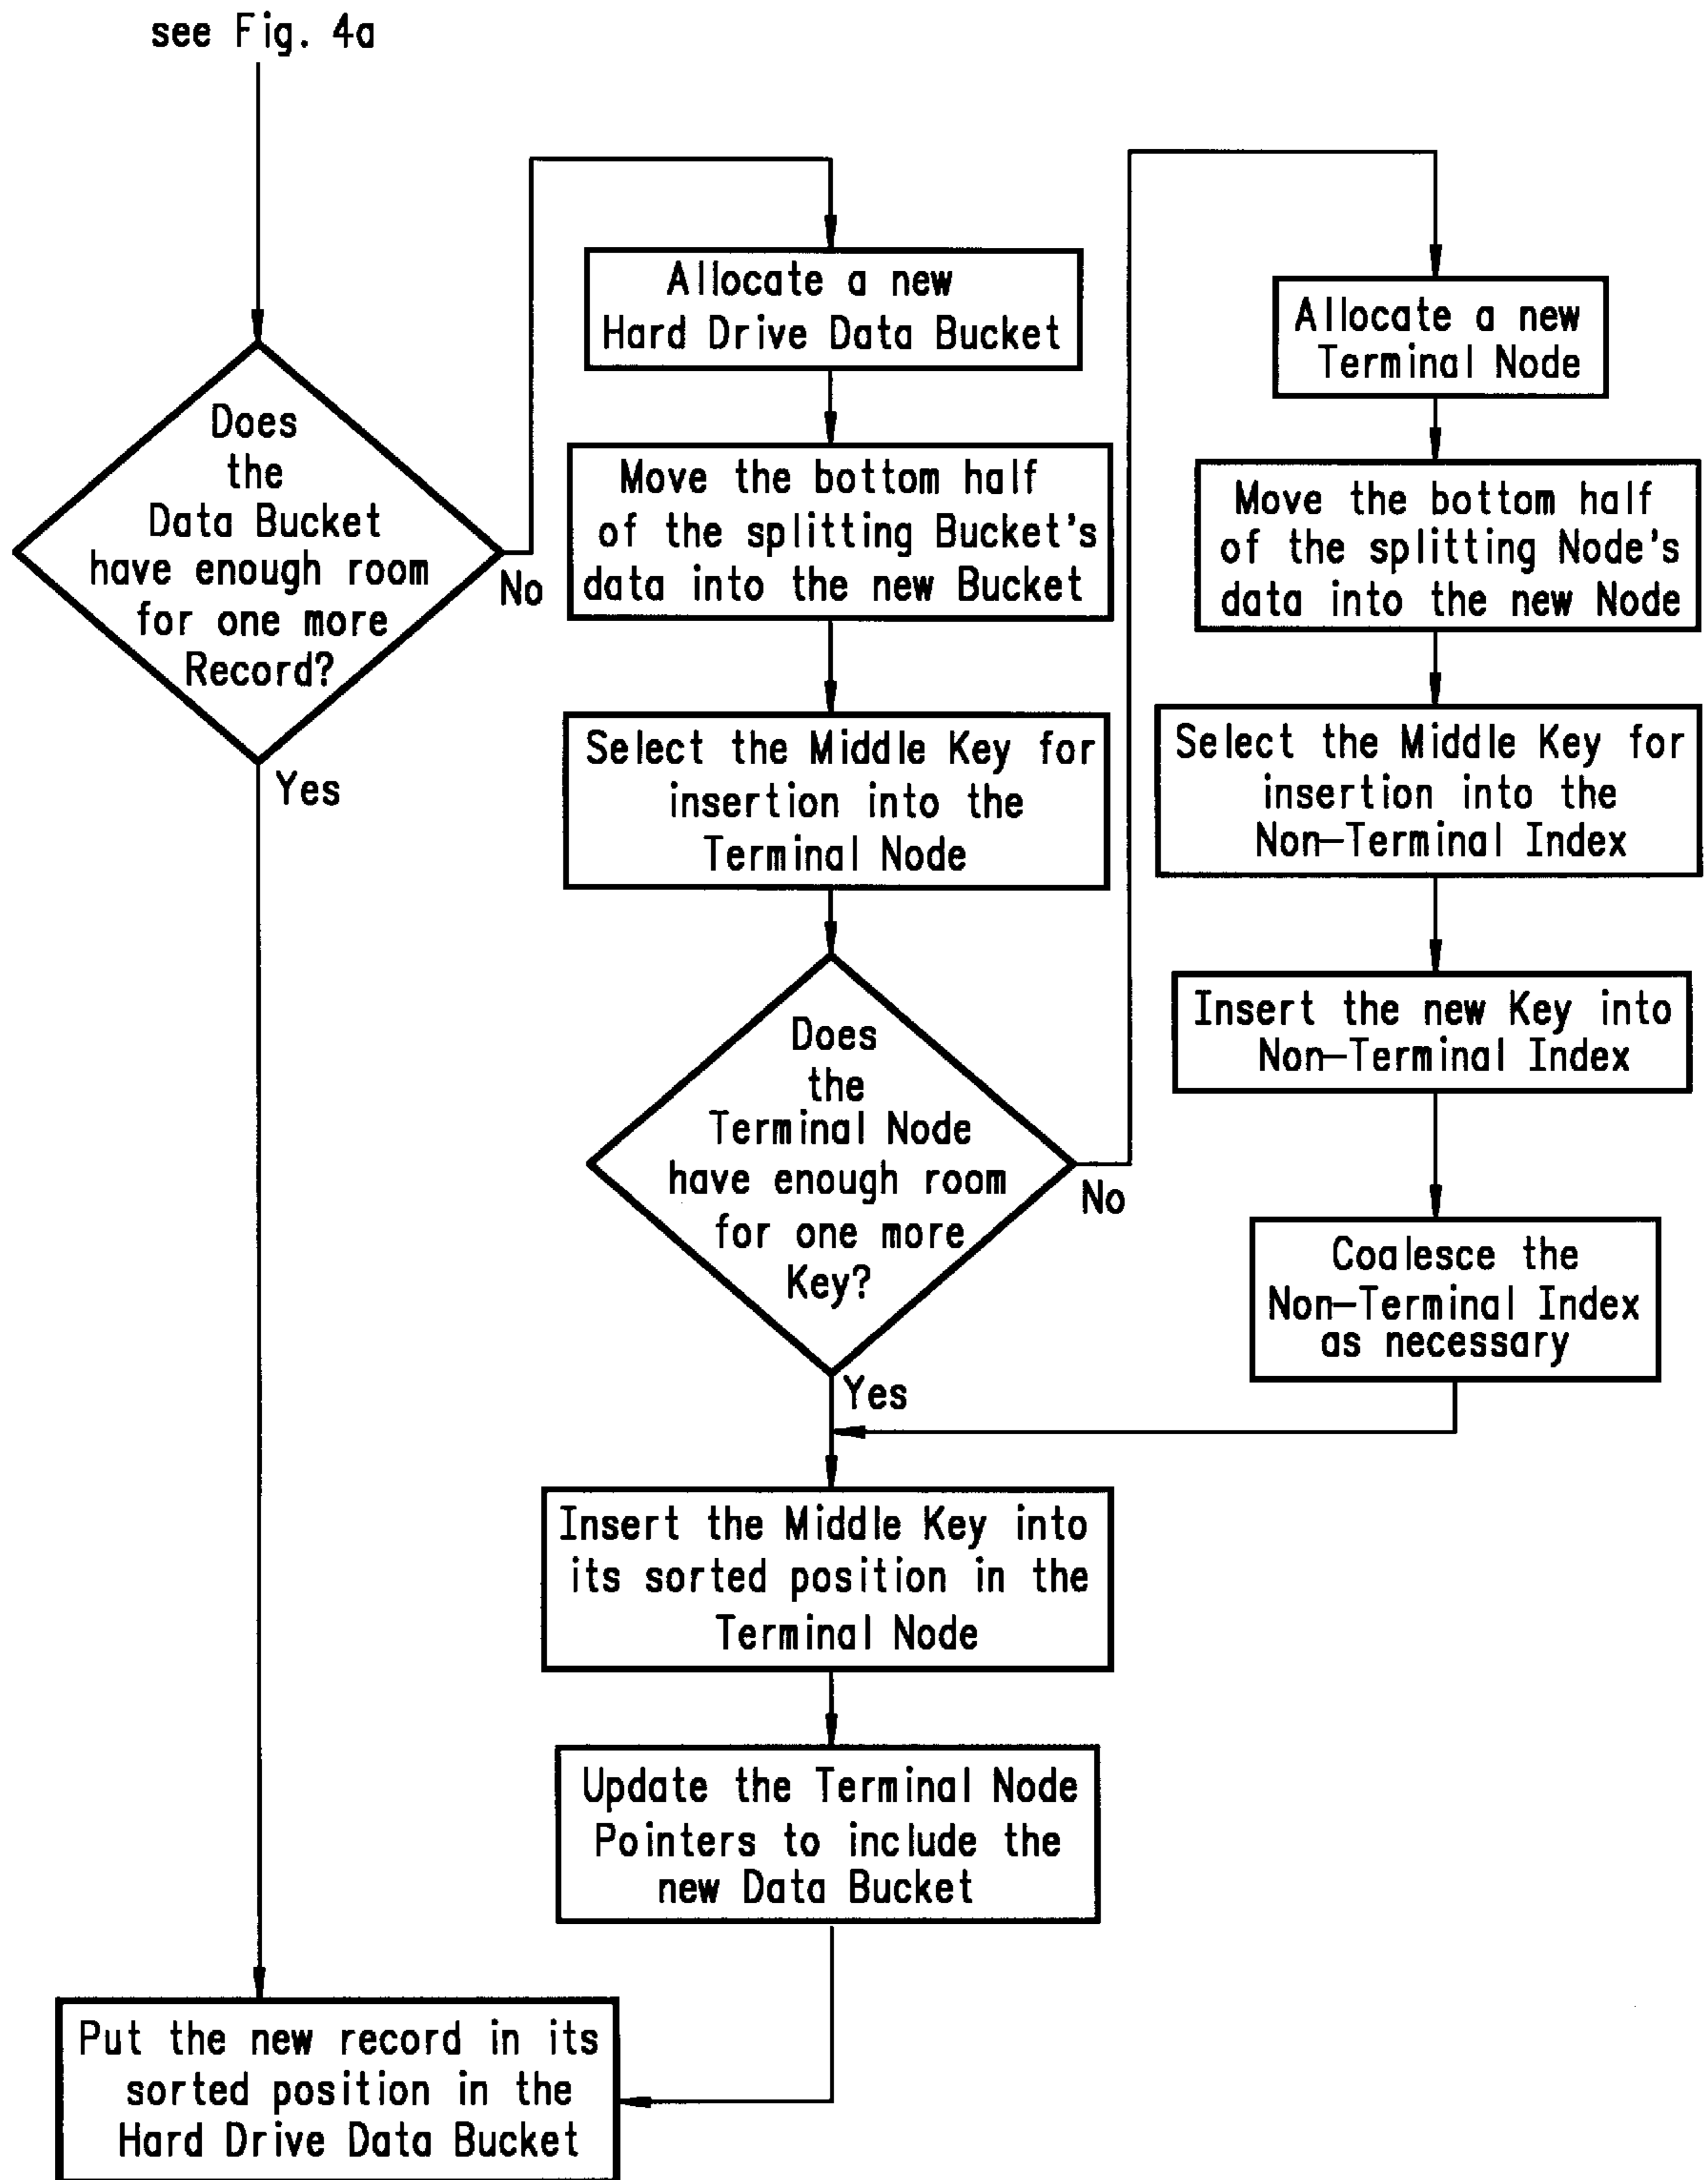 see Fig. 4a
Does
the
Data Bucket
have enough room
for one more
Record?
No
Yes
Allocate a new
Hard Drive Data Bucket
Move the bottom half
of the splitting Bucket's
data into the new Bucket
Select the Middle Key for
insertion into the
Terminal Node
Does
the
Terminal Node
have enough room
for one more
Key?
No
Yes
Allocate a new
Terminal Node
Move the bottom half
of the splitting Node's
data into the new Node
Select the Middle Key for
insertion into the
Non-Terminal Index
Insert the new Key into
Non-Terminal Index
Coalesce the
Non-Terminal Index
as necessary
Insert the Middle Key into
its sorted position in the
Terminal Node
Update the Terminal Node
Pointers to include the
new Data Bucket
Put the new record in its
sorted position in the
Hard Drive Data Bucket